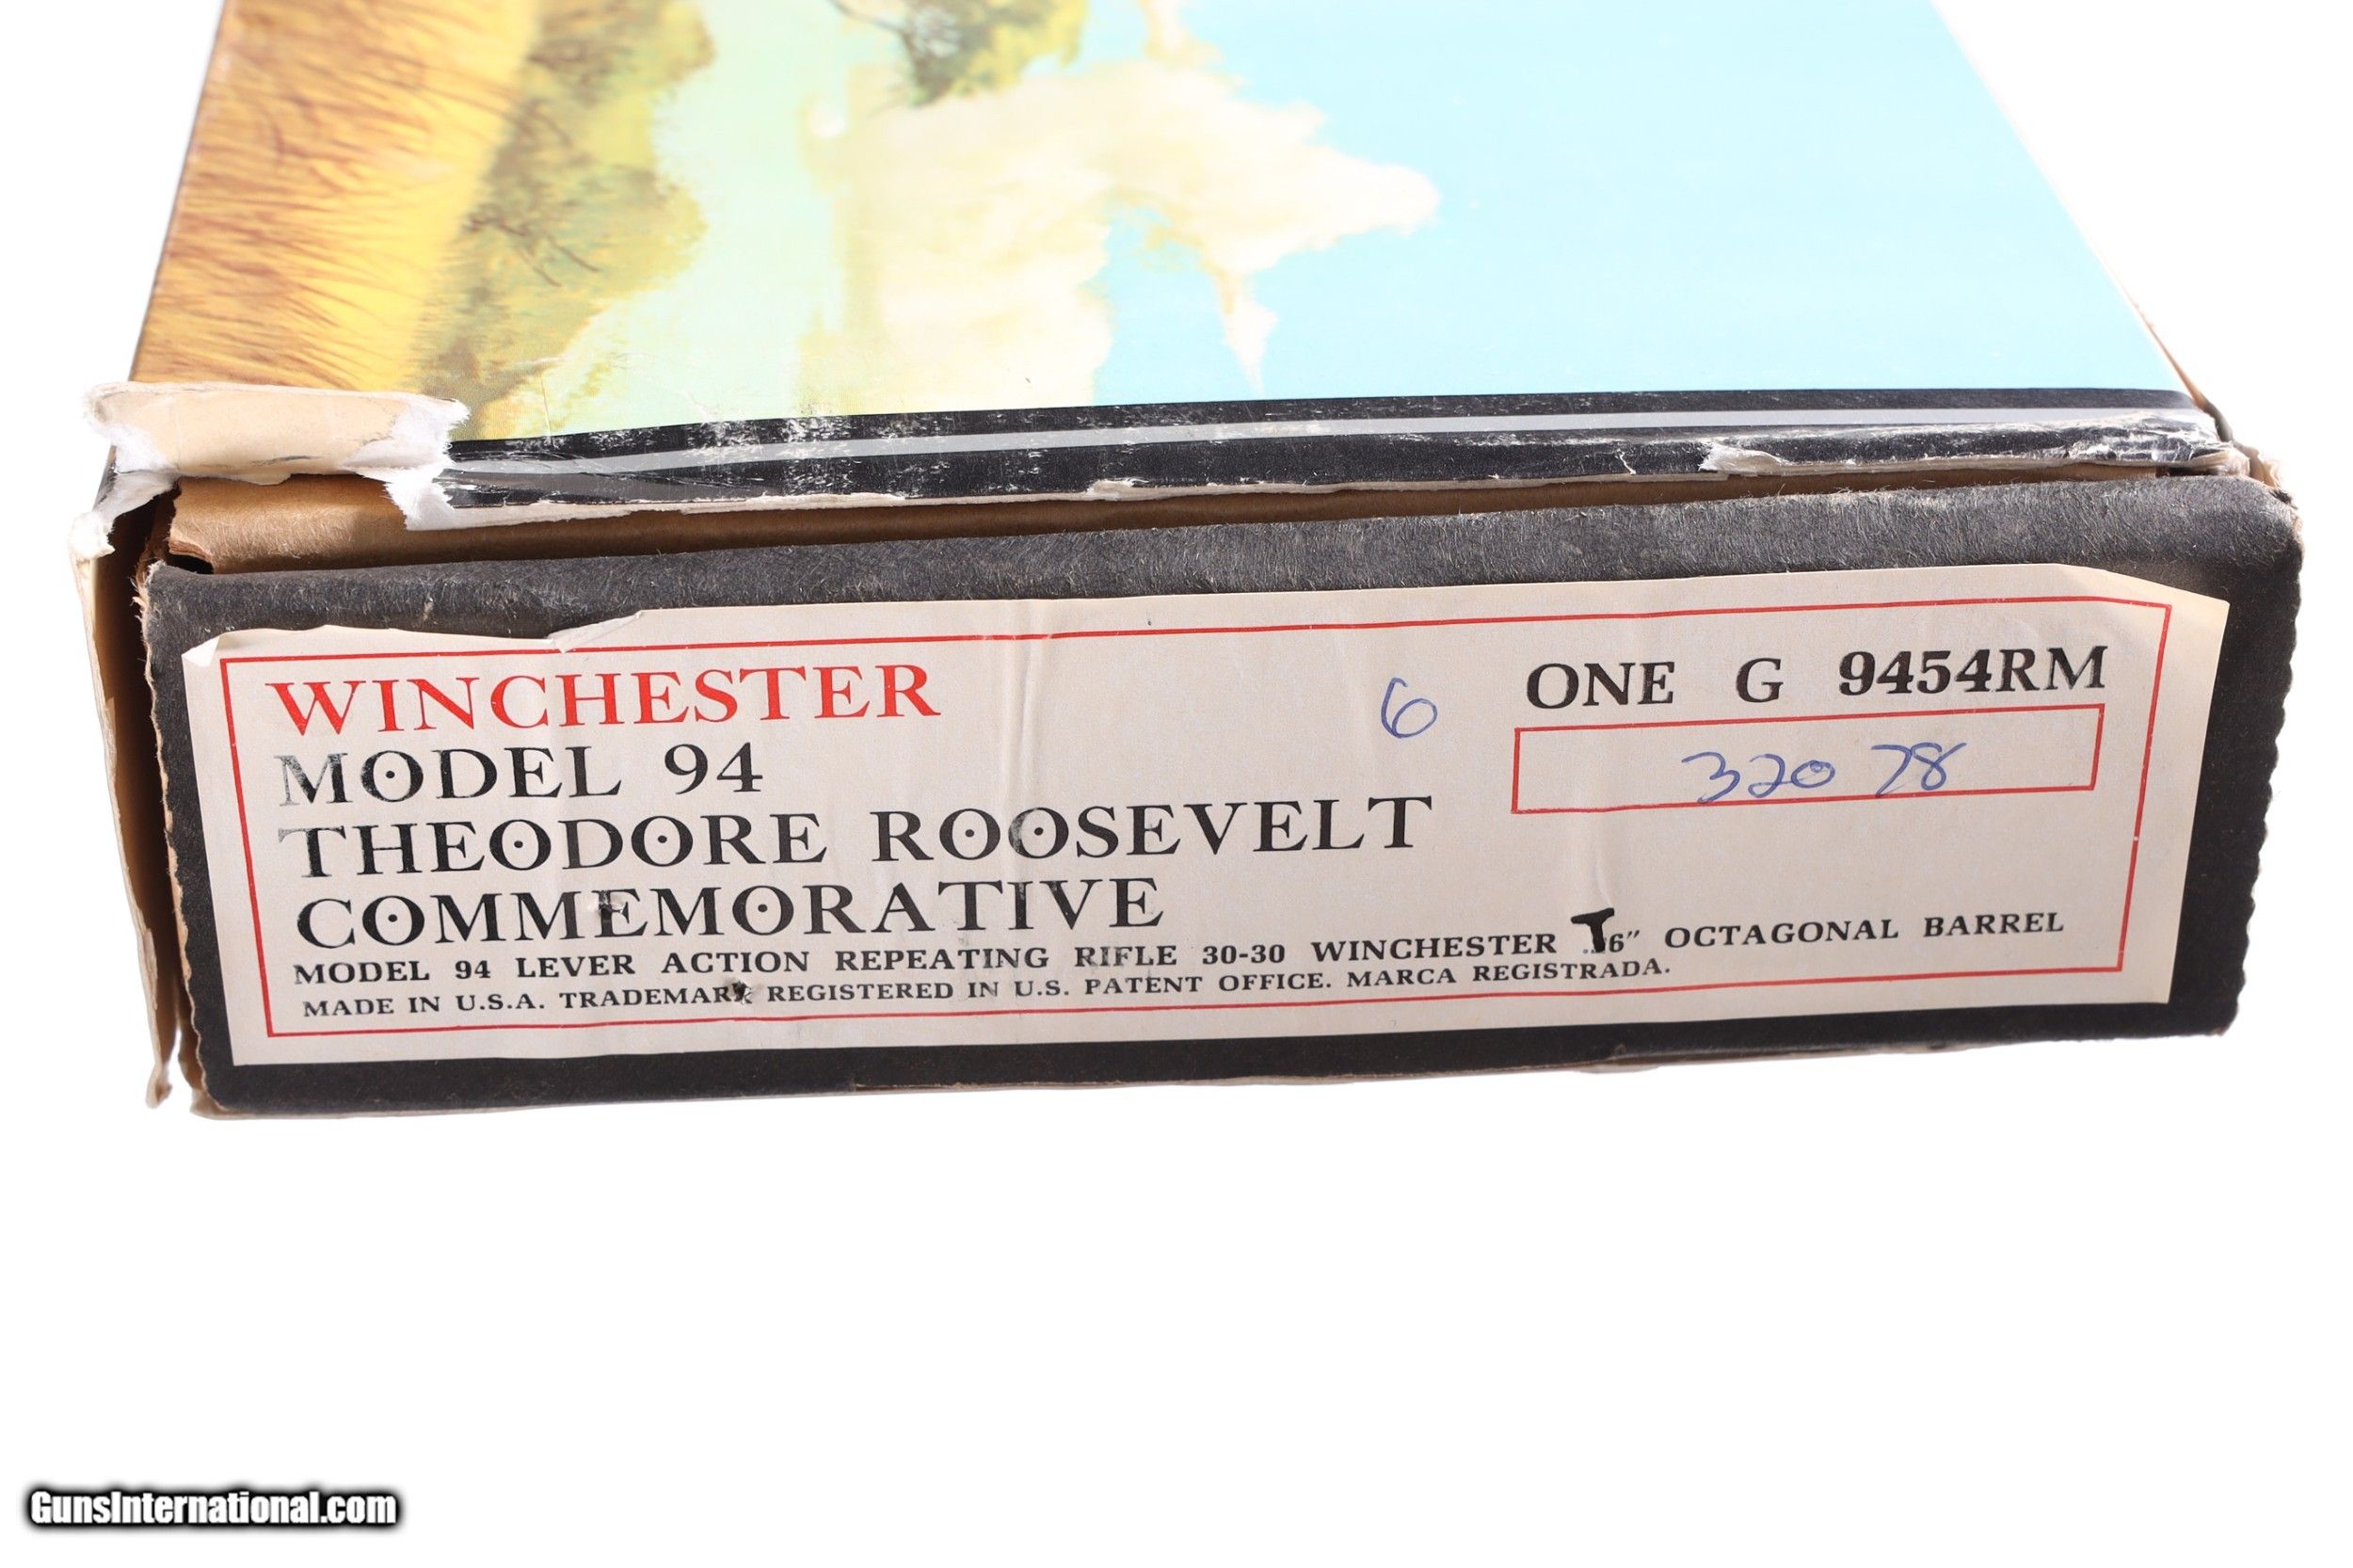 WINCHESTER
6
ONE G 9454RM
MODEL 94
32078
THEODORE ROOSEVELT
COMMEMORATIVE
MODEL 94 LEVER ACTION REPEATING RIFLE 30-30 WINCHESTER 6" OCTAGONAL BARREL
MADE IN U.S.A. TRADEMARK REGISTERED IN U.S. PATENT OFFICE. MARCA REGISTRADA.
GunsInternational.com